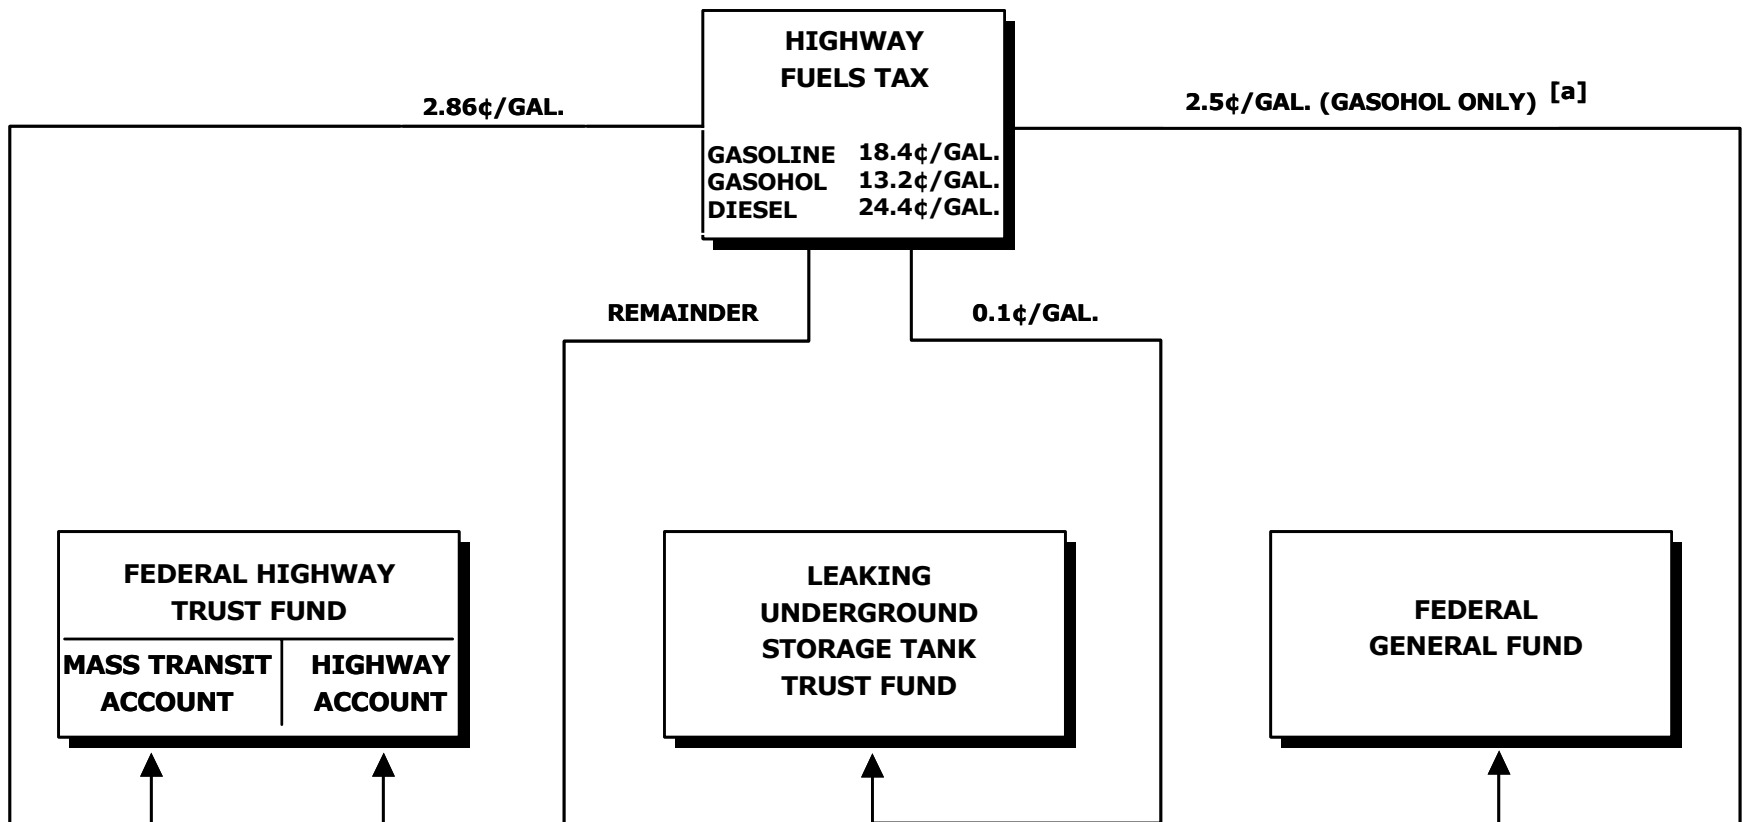 HIGHWAY
FUELS TAX
2.86¢/GAL.
2.5¢/GAL. (GASOHOL ONLY) [a]
GASOLINE 18.4¢/GAL.
GASOHOL 13.2¢/GAL.
DIESEL 24.4¢/GAL.
REMAINDER
0.1¢/GAL.
FEDERAL HIGHWAY
TRUST FUND
MASS TRANSIT
ACCOUNT
HIGHWAY
ACCOUNT
LEAKING
UNDERGROUND
STORAGE TANK
TRUST FUND
FEDERAL
GENERAL FUND